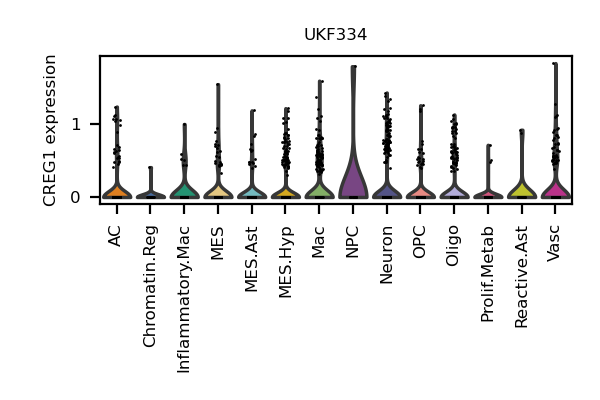 UKF334
CREG1 expression
1
0
AC
Chromatin.Reg
Inflammatory.Mac
MES
MES.Ast
MES.Hyp
Mac
NPC
Neuron
OPC
Oligo
Prolif.Metab
Reactive.Ast
Vasc